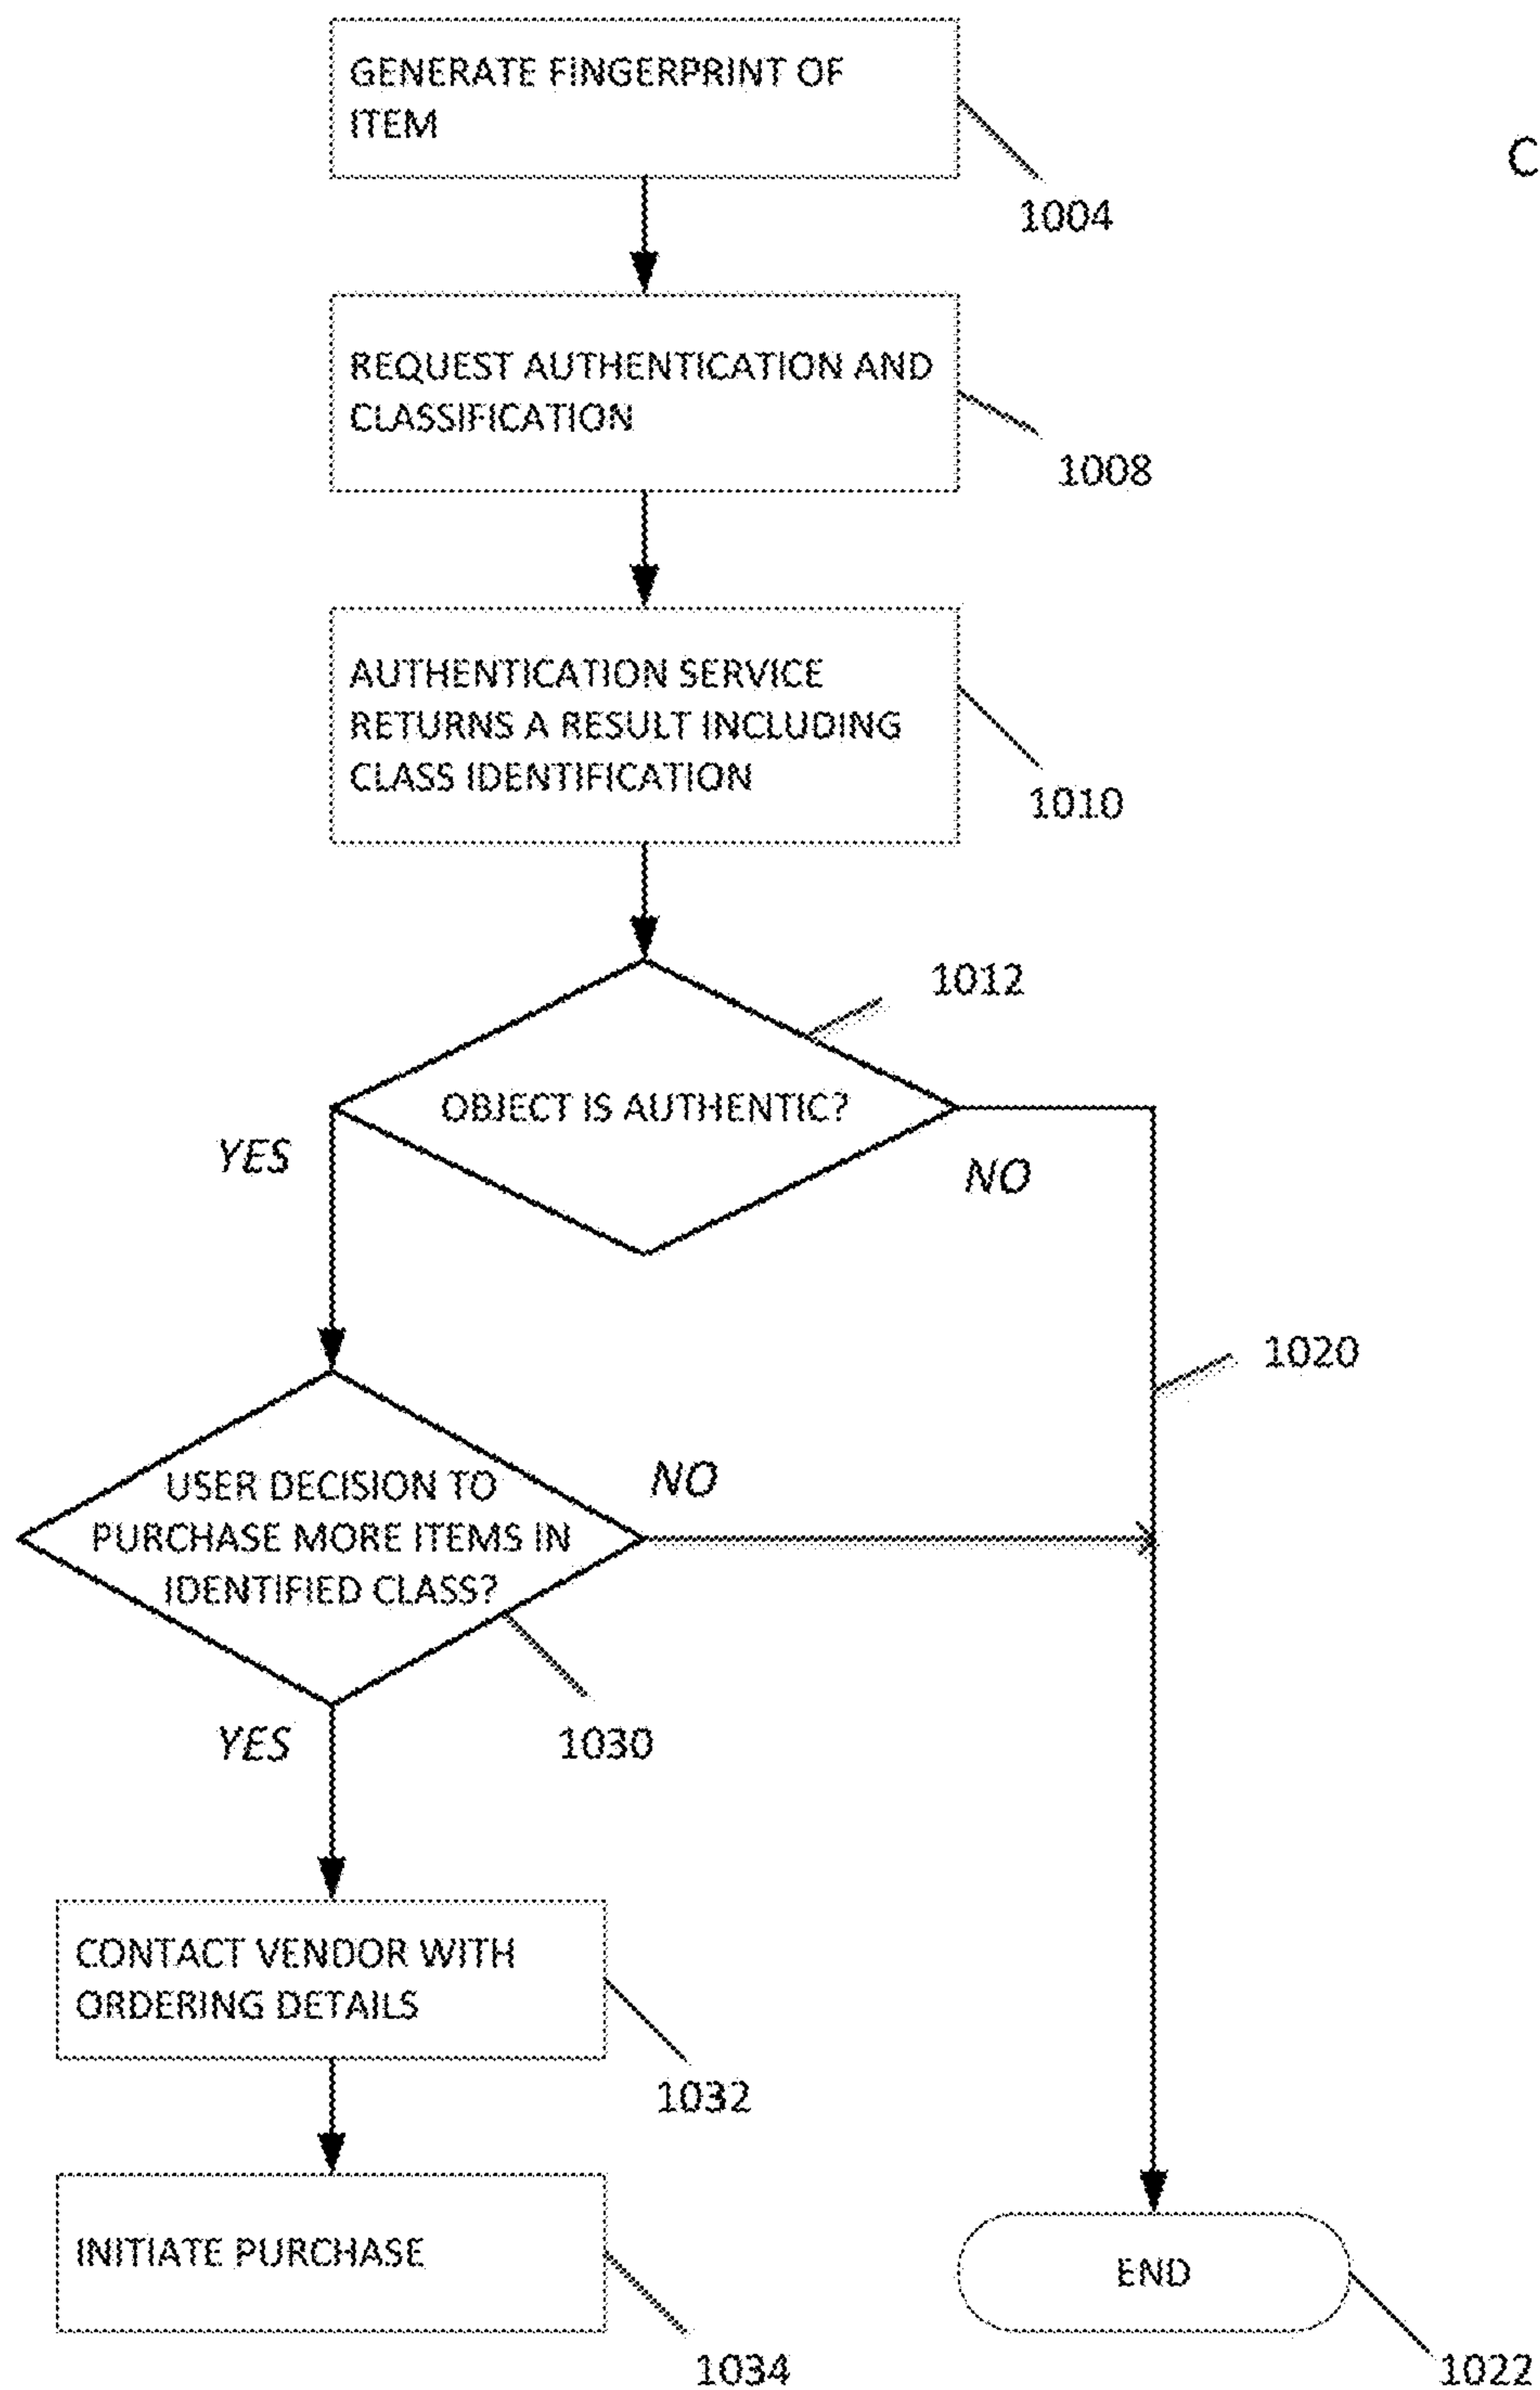 GENERATE FINGERPRINT OF
ITEM
C
1004
REQUEST AUTHENTICATION AND
CLASSIFICATION
1008
AUTHENTICATION SERVICE
RETURNS A RESULT INCLUDING
CLASS IDENTIFICATION
1010
1012
OBJECT IS AUTHENTIC?
YES
NO
1020
USER DECISION TO
PURCHASE MORE ITEMS IN
IDENTIFIED CLASS?
NO
1030
YES
CONTACT VENDOR WITH
ORDERING DETAILS
1032
INITIATE PURCHASE
1034
END
1022